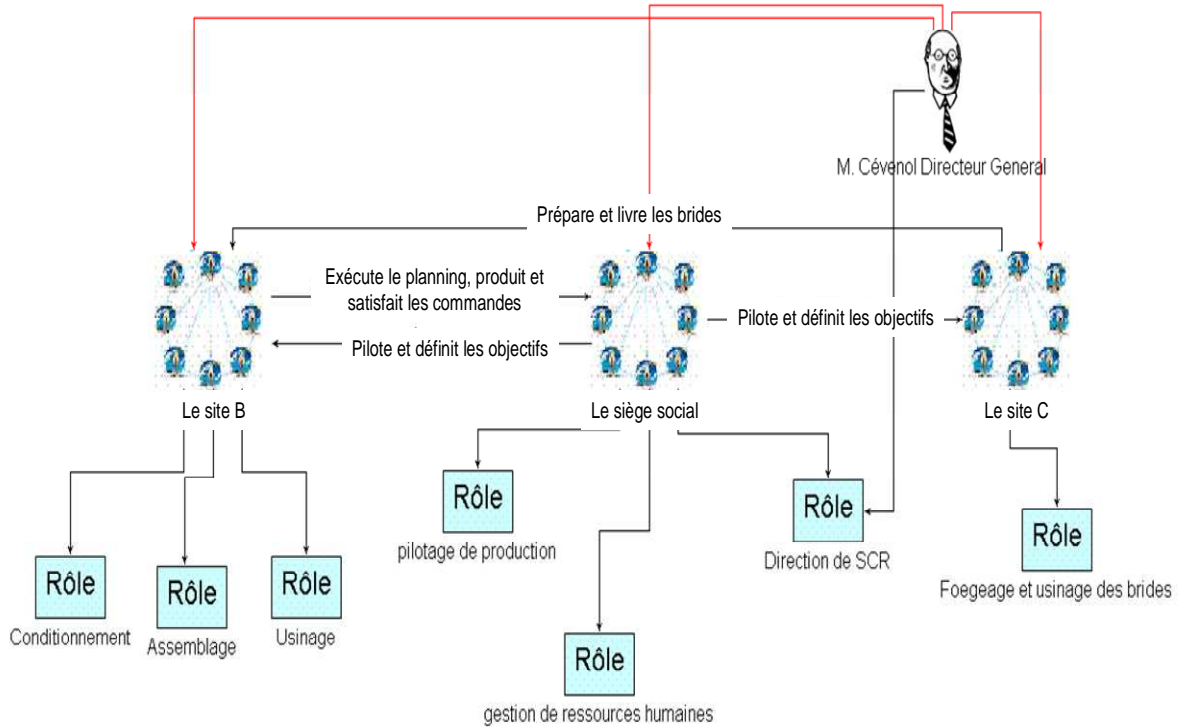 M. Cévenol Directeur General
Prépare et livre les brides
Exécute le planning, produit et
satisfait les commandes
Pilote et définit les objectifs
Pilote et définit les objectifs
Le site B
Le siège social
Le site C
Rôle
pilotage de production
Rôle
Direction de SCR
Rôle
Foegeage et usinage des brides
Rôle
Conditionnement
Rôle
Assemblage
Rôle
Usinage
Rôle
gestion de ressources humaines